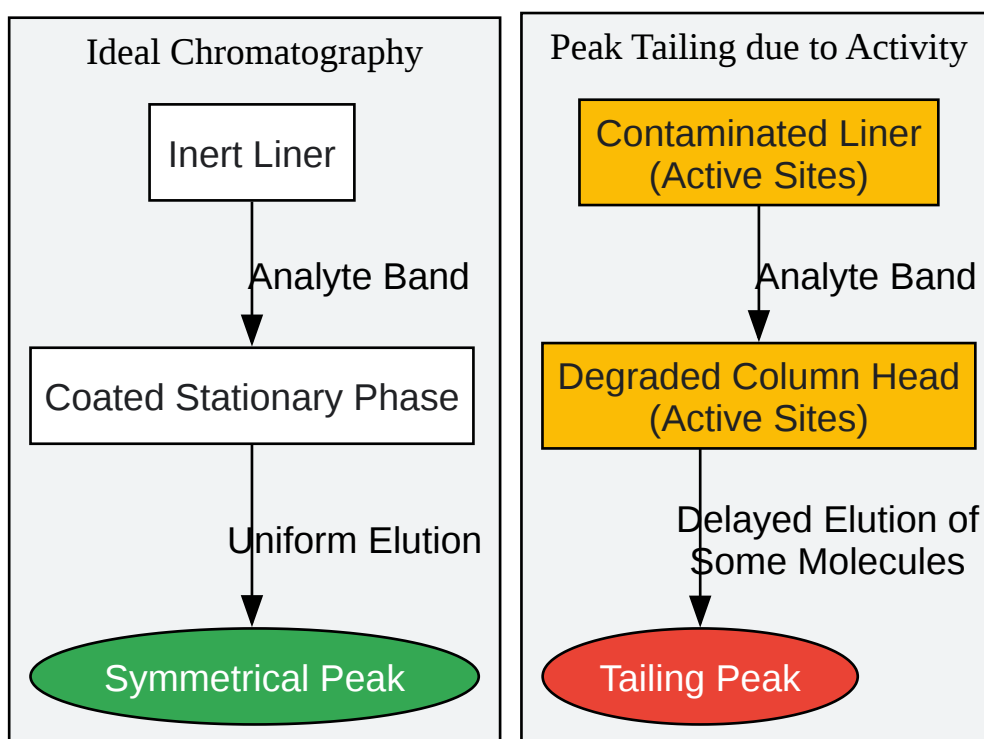 Ideal Chromatography
Inert Liner
Analyte Band
Coated Stationary Phase
Uniform Elution
Symmetrical Peak
Peak Tailing due to Activity
Contaminated Liner
(Active Sites)
Analyte Band
Degraded Column Head
(Active Sites)
Delayed Elution of
Some Molecules
Tailing Peak